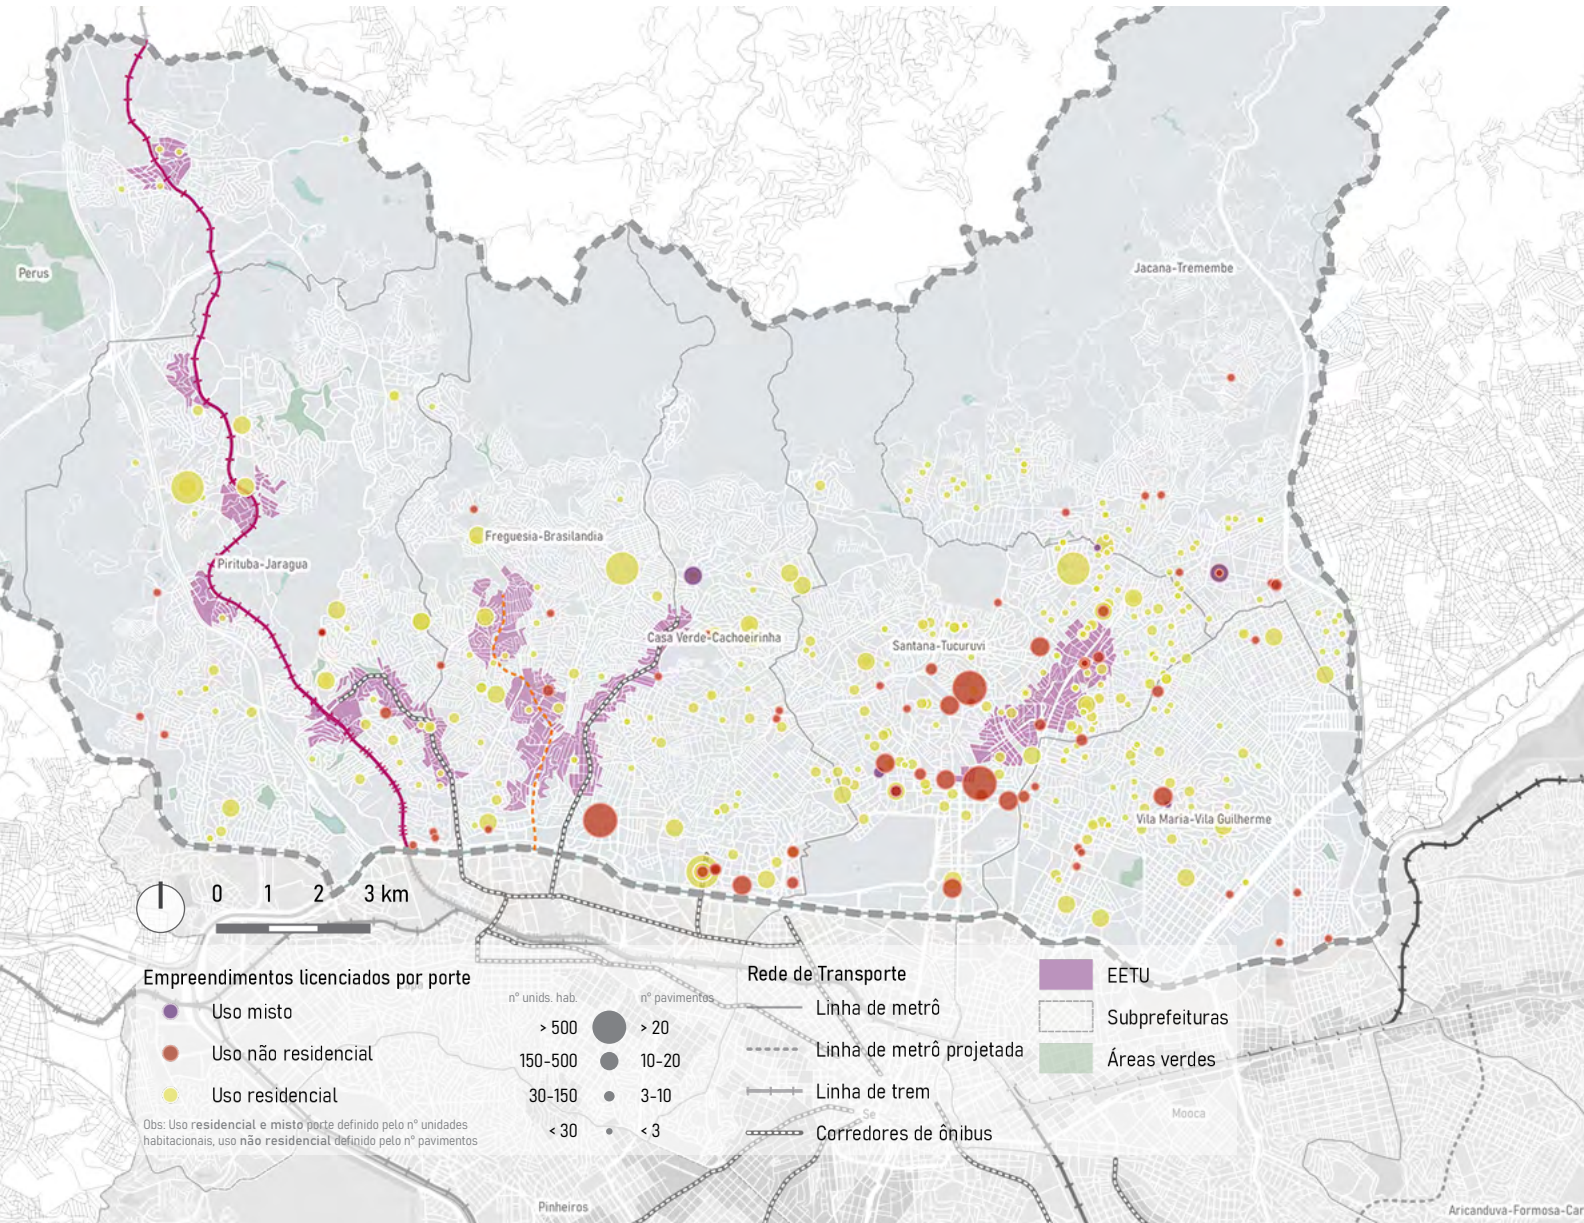 Perus
Jacana-Tremembe
Freguesia-Brasilandia
Pirituba-Jaragua
Casa Verde-Cachoeirinha
Santana-Tucuruvi
Vila Maria-Vila Guilherme
0 1 2 3 km
Empreendimentos licenciados por porte
Uso misto
Uso não residencial
Uso residencial
Obs: Uso residencial e misto porte definido pelo nº unidades
habitacionais, uso não residencial definido pelo nº pavimentos
nº unids. hab. nº pavimentos
> 500 > 20
150-500 10-20
30-150 3-10
< 30 < 3
Rede de Transporte
Linha de metrô
Linha de metrô projetada
Linha de trem
Corredores de ônibus
EETU
Subprefeituras
Áreas verdes
Se
Mooca
Pinheiros
Aricanduva-Formosa-Car